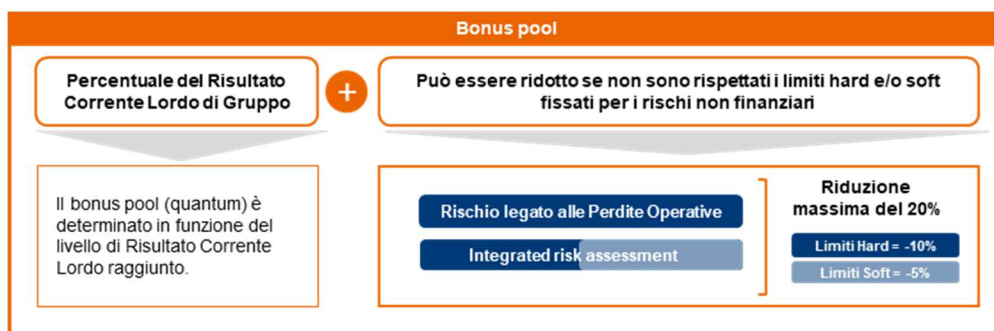 Bonus pool
Percentuale del Risultato
Corrente Lordo di Gruppo
+
Può essere ridotto se non sono rispettati i limiti hard e/o soft
fissati per i rischi non finanziari
Il bonus pool (quantum) è
determinato in funzione del
livello di Risultato Corrente
Lordo raggiunto.
Rischio legato alle Perdite Operative
Integrated risk assessment
Riduzione
massima del 20%
Limiti Hard = -10%
Limiti Soft = -5%